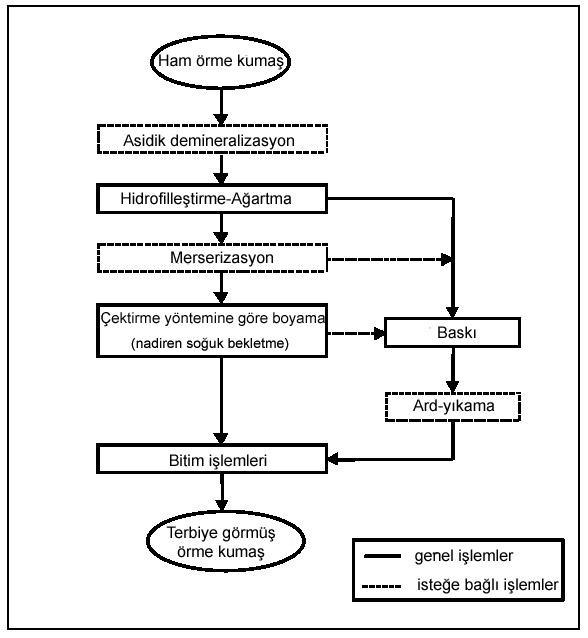 Ham örme kumaş
Asidik demineralizasyon
Hidrofilleştirme-Ağartma
Merserizasyon
Çektirme yöntemine göre boyama
(nadiren soğuk bekletme)
Baskı
Ard-yıkama
Bitim işlemleri
Terbiye görmüş
örme kumaş
genel işlemler
isteğe bağlı işlemler